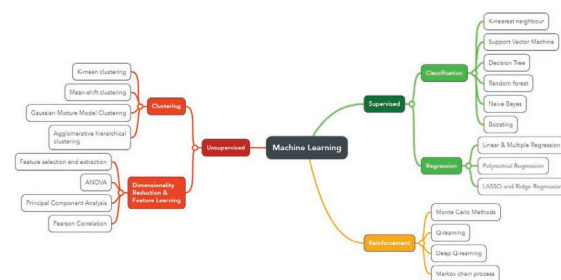 Machine Learning
Supervised
Classification
K-nearest neighbour
Support Vector Machine
Decision Tree
Random forest
Naive Bayes
Boosting
Regression
Linear & Multiple Regression
Polynomial Regression
LASSO and Ridge Regression
Reinforcement
Monte Carlo Methods
Q-learning
Deep Q-learning
Markov chain process
Unsupervised
Clustering
K-mean clustering
Mean-shift clustering
Gaussian Mixture Model Clustering
Agglomerative hierarchical
clustering
Dimensionality
Reduction &
Feature Learning
Feature selection and extraction
ANOVA
Principal Component Analysis
Pearson Correlation